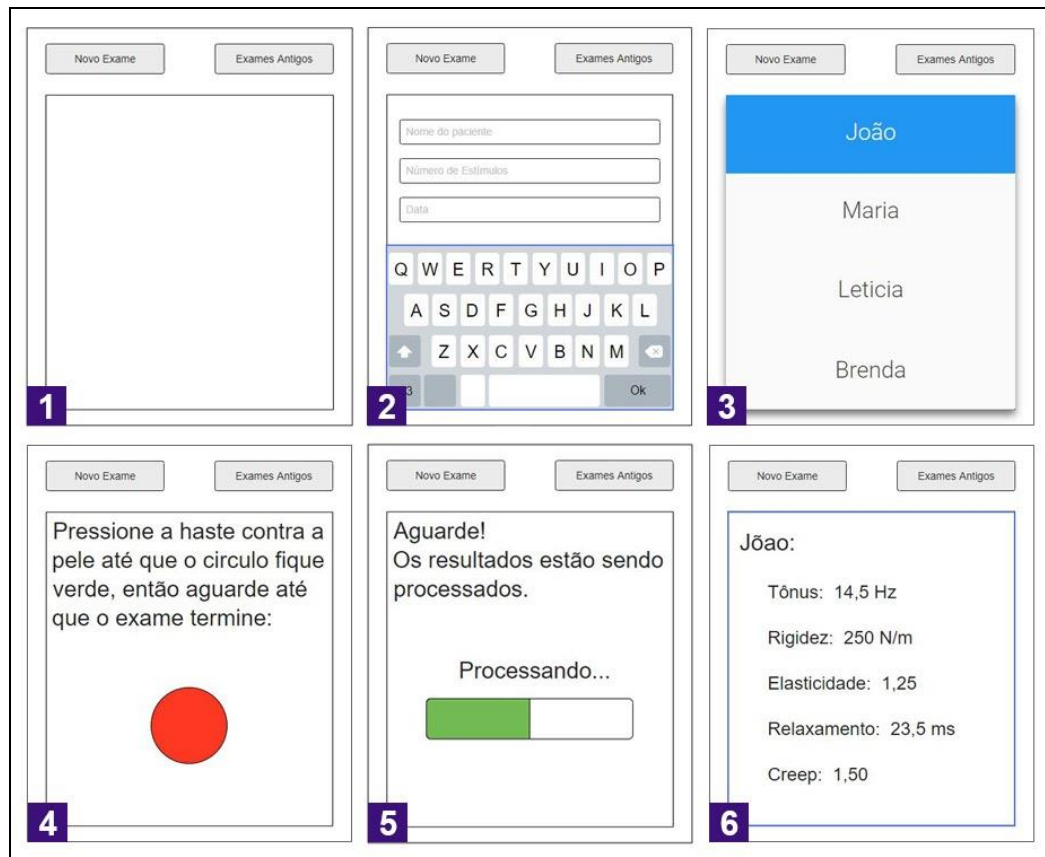 Novo Exame
Exames Antigos
1
Novo Exame
Exames Antigos
Nome do paciente
Número de Estímulos
Data
Q W E R T Y U I O P
A S D F G H J K L
Z X C V B N M
3
Ok
2
Novo Exame
Exames Antigos
João
Maria
Leticia
Brenda
3
Novo Exame
Exames Antigos
Pressione a haste contra a
pele até que o circulo fique
verde, então aguarde até
que o exame termine:
4
Novo Exame
Exames Antigos
Aguarde!
Os resultados estão sendo
processados.
Processando...
5
Novo Exame
Exames Antigos
Jõao:
Tônus: 14,5 Hz
Rigidez: 250 N/m
Elasticidade: 1,25
Relaxamento: 23,5 ms
Creep: 1,50
6